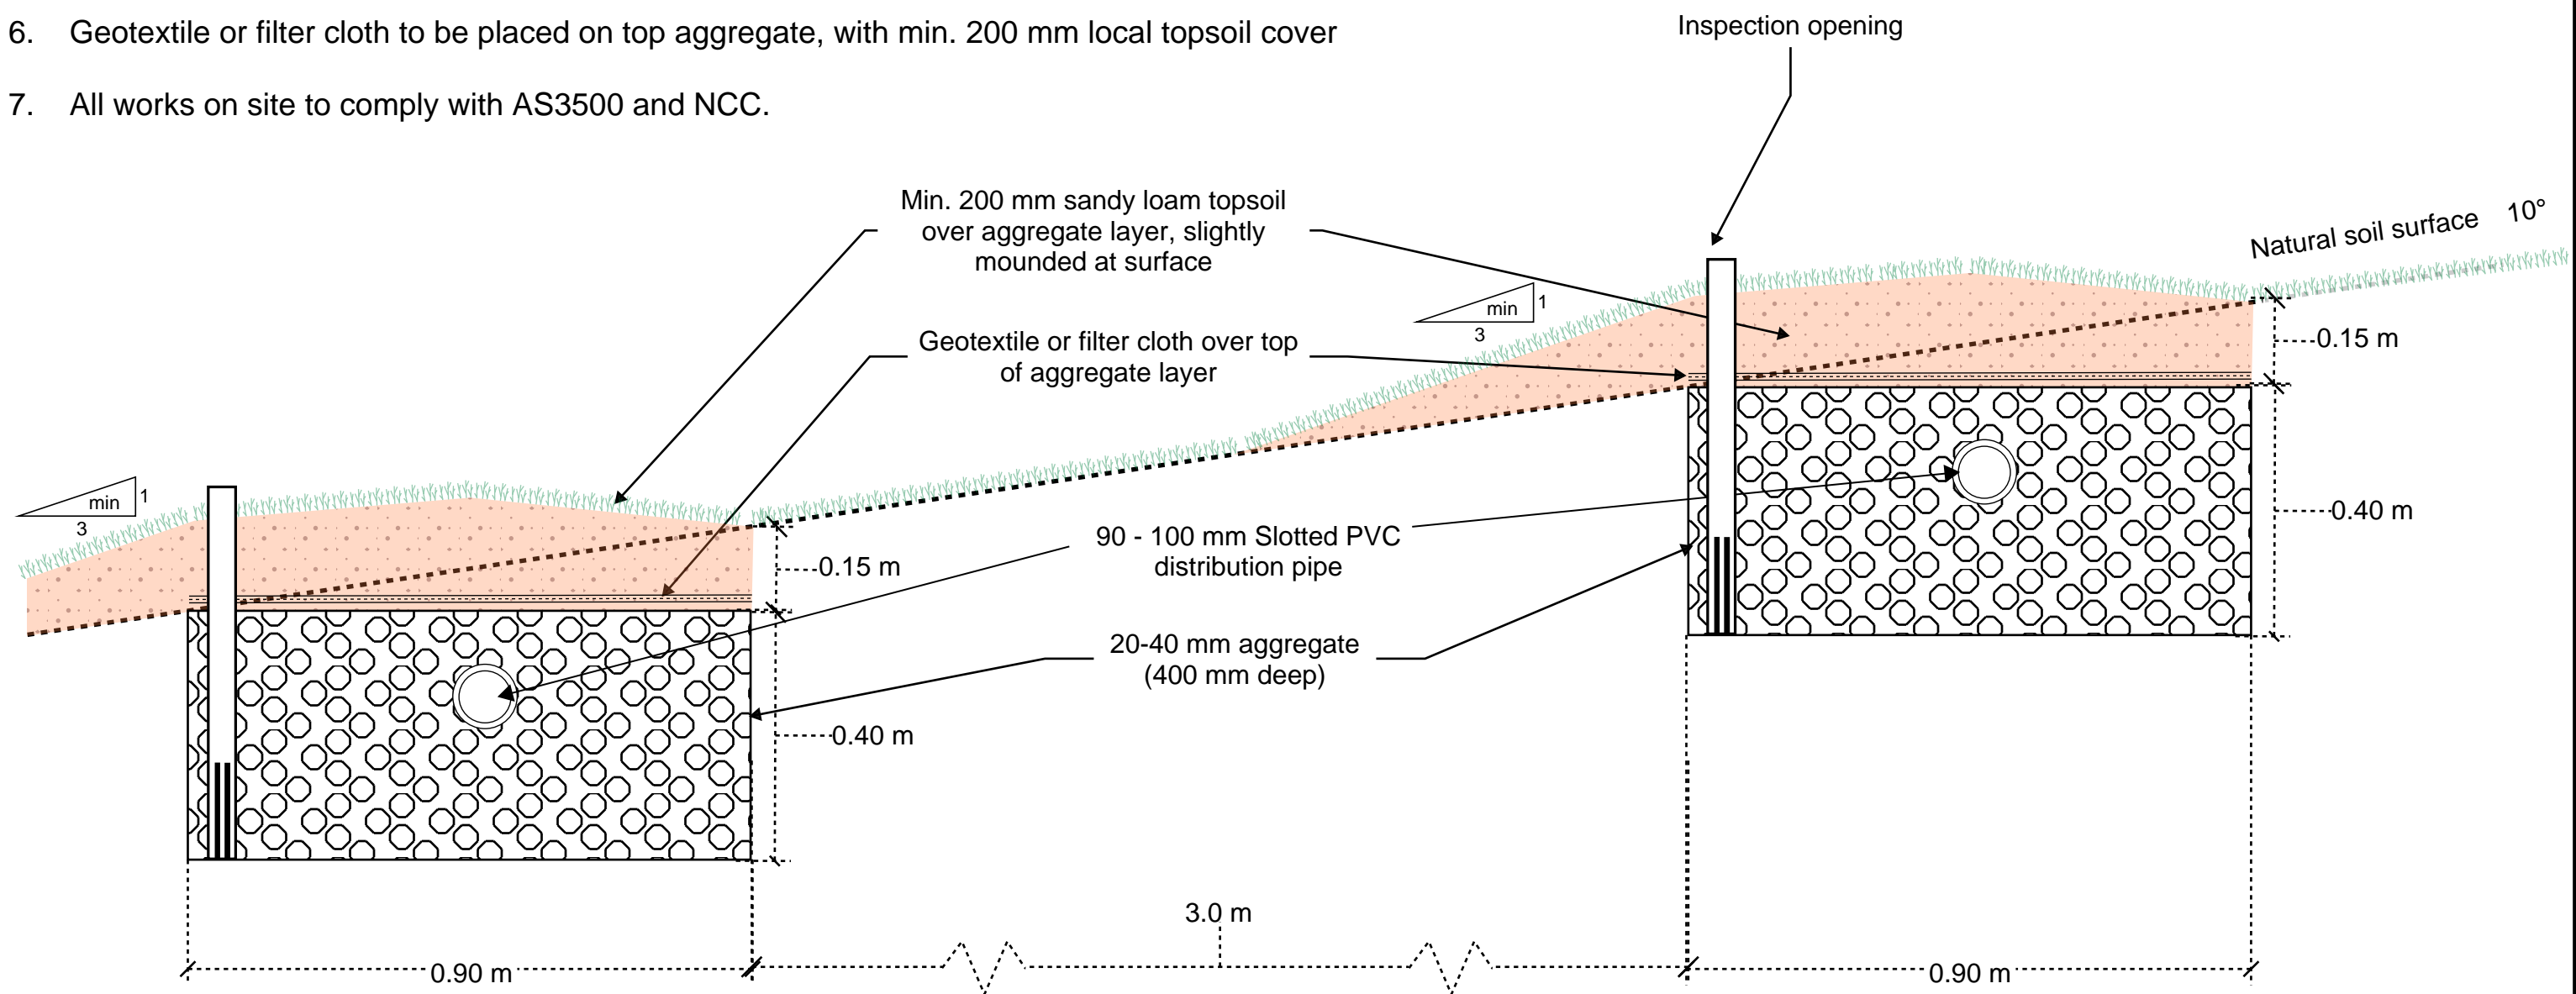 6. Geotextile or filter cloth to be placed on top aggregate, with min. 200 mm local topsoil cover
7. All works on site to comply with AS3500 and NCC.
Inspection opening
Min. 200 mm sandy loam topsoil
over aggregate layer, slightly
mounded at surface
Natural soil surface 10°
min 1
3
Geotextile or filter cloth over top
of aggregate layer
0.15 m
min 1
3
90 - 100 mm Slotted PVC
distribution pipe
0.40 m
0.15 m
20-40 mm aggregate
(400 mm deep)
0.40 m
3.0 m
0.90 m
0.90 m